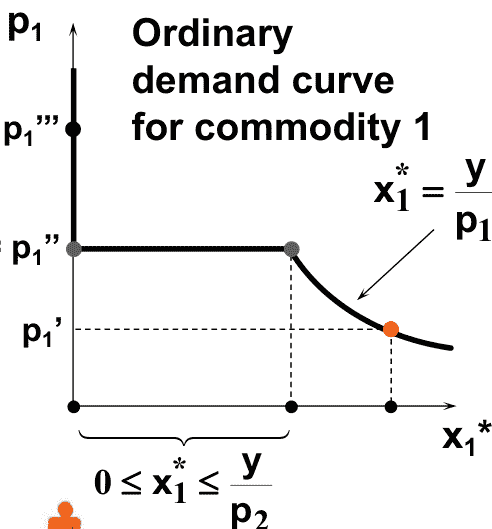 p₁
Ordinary
demand curve
for commodity 1
p₁’’’
x₁* = y/p₁
= p₁’’
p₁’
x₁*
0 ≤ x₁* ≤ y/p₂